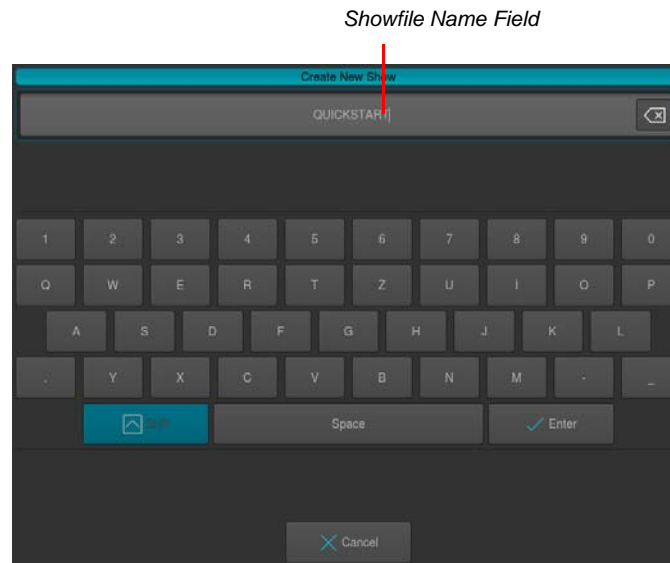 Showfile Name Field
Create New Show
QUICKSTART
1 2 3 4 5 6 7 8 9 0
Q W E R T Z U I O P
A S D F G H J K L
. Y X C V B N M - _
Shift Space Enter
Cancel